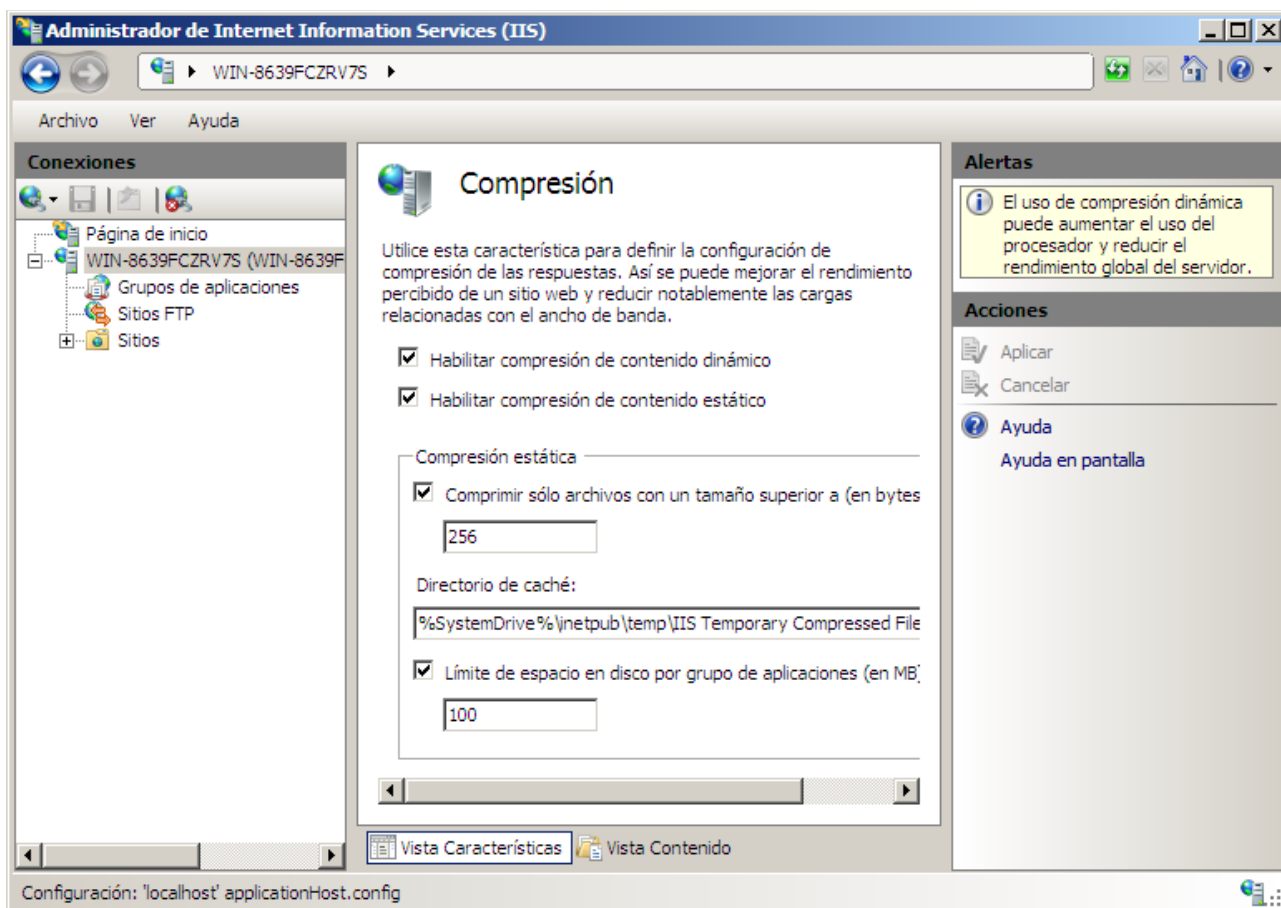 Administrador de Internet Information Services (IIS)
WIN-8639FCZRV7S
Archivo Ver Ayuda
Conexiones
Página de inicio
WIN-8639FCZRV7S (WIN-8639F
Grupos de aplicaciones
Sitios FTP
Sitios
Compresión
Utilice esta característica para definir la configuración de
compresión de las respuestas. Así se puede mejorar el rendimiento
percibido de un sitio web y reducir notablemente las cargas
relacionadas con el ancho de banda.
Habilitar compresión de contenido dinámico
Habilitar compresión de contenido estático
Compresión estática
Comprimir sólo archivos con un tamaño superior a (en bytes
256
Directorio de caché:
%SystemDrive%\inetpub\temp\IIS Temporary Compressed File
Límite de espacio en disco por grupo de aplicaciones (en MB)
100
Vista Características Vista Contenido
Alertas
El uso de compresión dinámica
puede aumentar el uso del
procesador y reducir el
rendimiento global del servidor.
Acciones
Aplicar
Cancelar
Ayuda
Ayuda en pantalla
Configuración: 'localhost' applicationHost.config